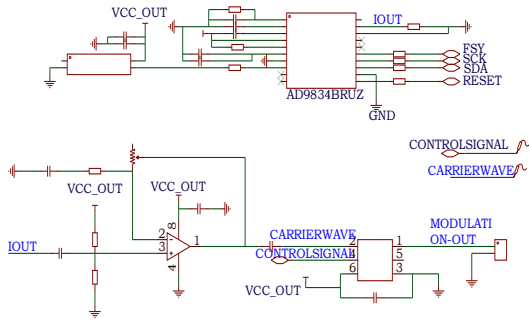 VCC_OUT
IOUT
FSY
SCK
SDA
RESET
AD9834BRUZ
GND
CONTROLSIGNAL
CARRIERWAVE
VCC_OUT
VCC_OUT
8
2
3
1
4
IOUT
CARRIERWAVE
CONTROLSIGNAL
2
4
6
1
5
3
VCC_OUT
MODULATI
ON-OUT